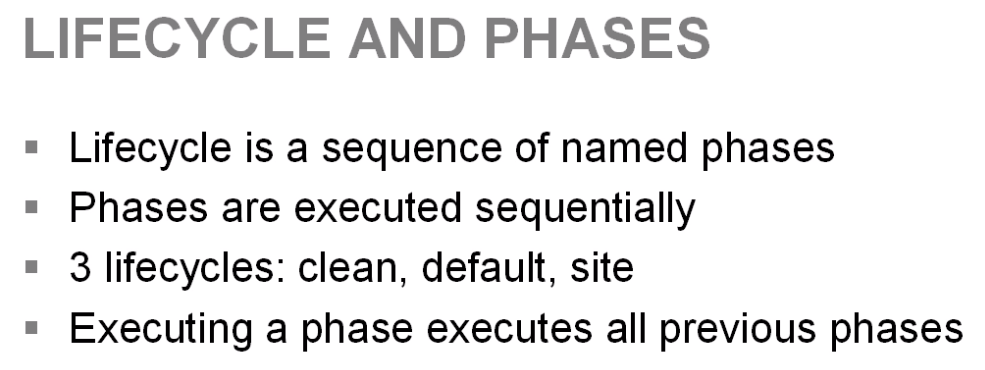 LIFECYCLE AND PHASES
▪ Lifecycle is a sequence of named phases
▪ Phases are executed sequentially
▪ 3 lifecycles: clean, default, site
▪ Executing a phase executes all previous phases